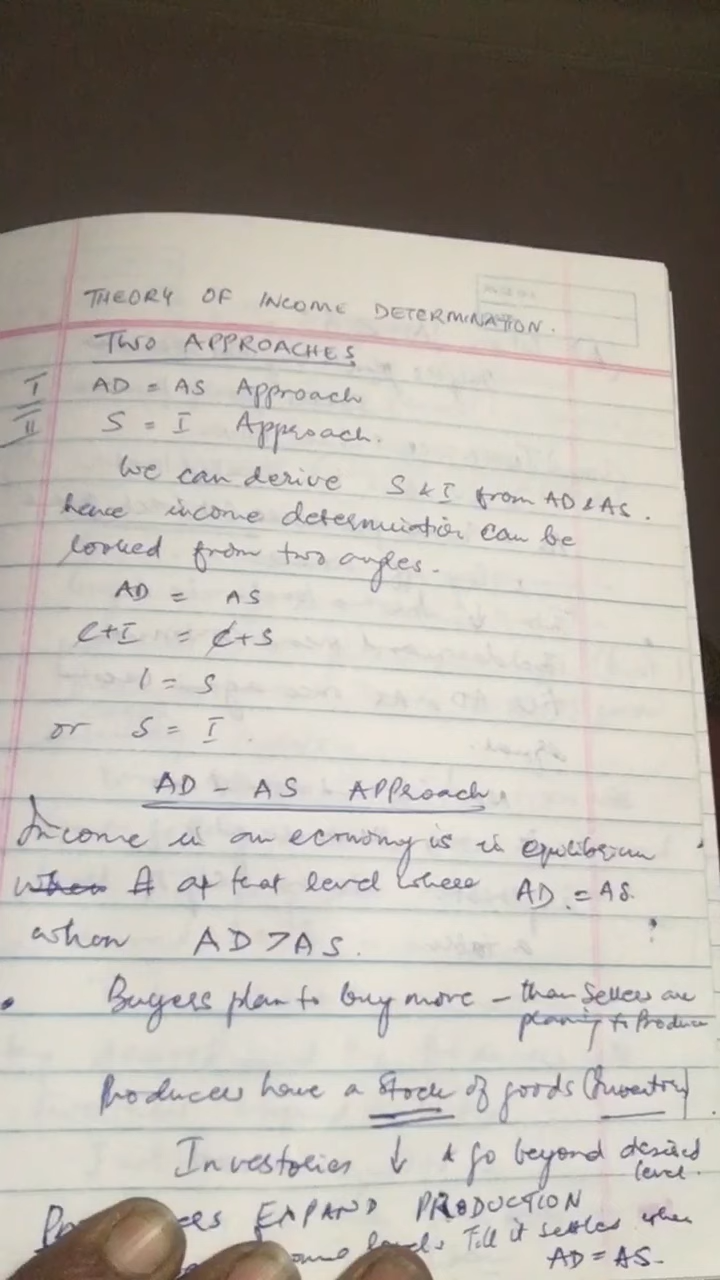 THEORY OF INCOME DETERMINATION.
TWO APPROACHES
I AD = AS Approach
II S = I Approach.
We can derive S & I from AD & AS.
hence income determination can be
looked from two angles.
AD = AS
C+I = C+S
I = S
or S = I.
AD - AS APPROACH.
Income in an economy is in equilibrium
when at that level where AD = AS.
when AD > AS.
Buyers plan to buy more - than Sellers are
planing to Produce
Producers have a Stock of goods (Inventory)
Inventories ↓ & go beyond desired
level.
EXPAND PRODUCTION
Till it settles when
AD = AS.